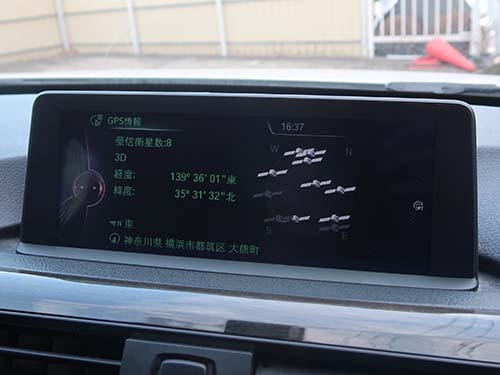 GPS情報
16:37
受信衛星数:8
3D
経度: 139° 36' 01"東
緯度: 35° 31' 32"北
W N
S E
N 東
4 神奈川県 横浜市都筑区 大熊町